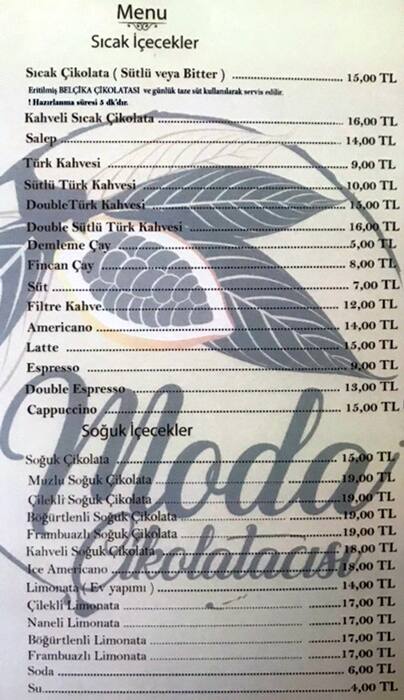 Menu
Sıcak İçecekler
Sıcak Çikolata ( Sütlü veya Bitter ) 15,00 TL
Eritilmiş BELÇİKA ÇİKOLATASI ve günlük taze süt kullanılarak servis edilir.
! Hazırlanma süresi 5 dk'dır.
Kahveli Sıcak Çikolata 16,00 TL
Salep 14,00 TL
Türk Kahvesi 9,00 TL
Sütlü Türk Kahvesi 10,00 TL
Double Türk Kahvesi 15,00 TL
Double Sütlü Türk Kahvesi 16,00 TL
Demleme Çay 5,00 TL
Fincan Çay 8,00 TL
Süt 7,00 TL
Filtre Kahve 12,00 TL
Americano 14,00 TL
Latte 15,00 TL
Espresso 9,00 TL
Double Espresso 13,00 TL
Cappuccino 15,00 TL
Soğuk İçecekler
Soğuk Çikolata 15,00 TL
Muzlu Soğuk Çikolata 19,00 TL
Çilekli Soğuk Çikolata 19,00 TL
Böğürtlenli Soğuk Çikolata 19,00 TL
Frambuazlı Soğuk Çikolata 19,00 TL
Kahveli Soğuk Çikolata 18,00 TL
Ice Americano 18,00 TL
Limonata ( Ev yapımı ) 14,00 TL
Çilekli Limonata 17,00 TL
Naneli Limonata 17,00 TL
Böğürtlenli Limonata 17,00 TL
Frambuazlı Limonata 17,00 TL
Soda 6,00 TL
Su 4,00 TL
Moda
Çikolatacısı